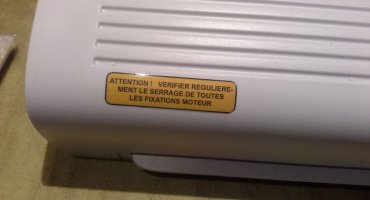 ATTENTION ! VERIFIER REGULIERE-
MENT LE SERRAGE DE TOUTES
LES FIXATIONS MOTEUR